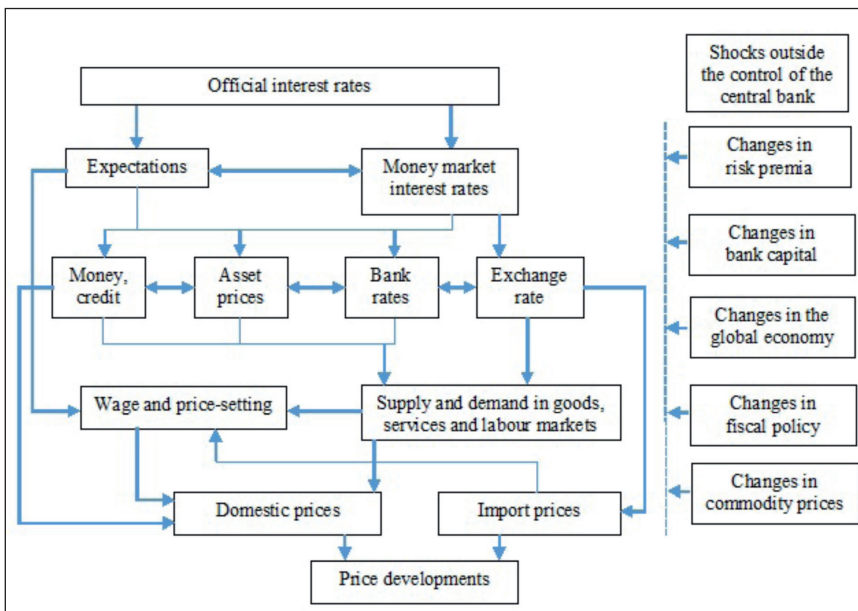 Official interest rates
Shocks outside
the control of the
central bank
Expectations
Money market
interest rates
Changes in
risk premia
Money,
credit
Asset
prices
Bank
rates
Exchange
rate
Changes in
bank capital
Changes in the
global economy
Wage and price-setting
Supply and demand in goods,
services and labour markets
Changes in
fiscal policy
Domestic prices
Import prices
Changes in
commodity prices
Price developments